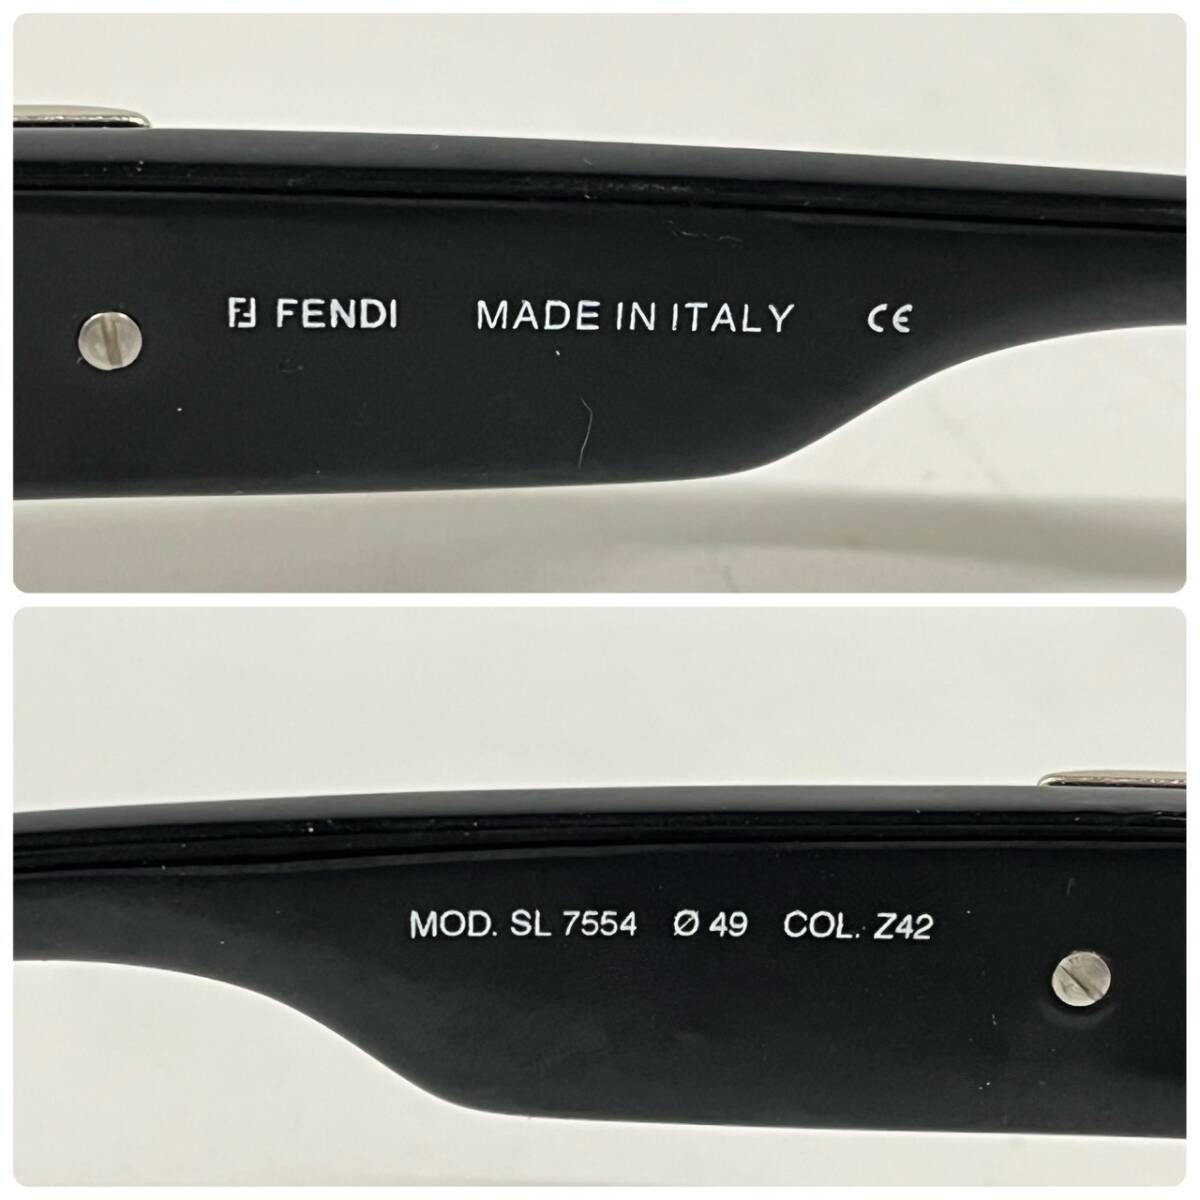 FF FENDI MADE IN ITALY CE
MOD. SL 7554 Ø 49 COL. Z42